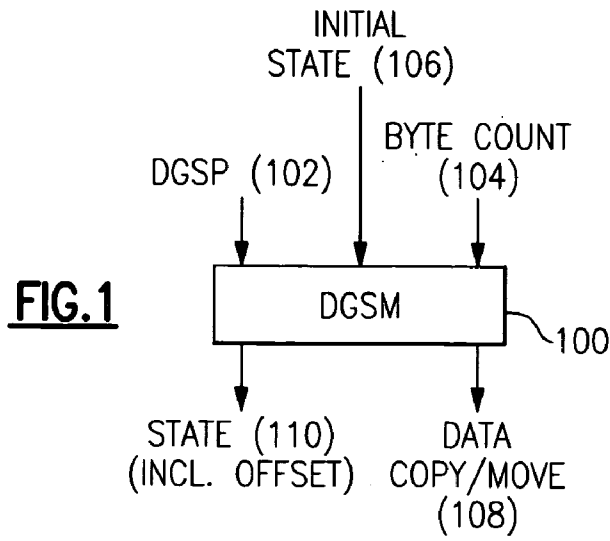 INITIAL
STATE (106)
DGSP (102)
BYTE COUNT
(104)
FIG.1
DGSM
100
STATE (110)
(INCL. OFFSET)
DATA
COPY/MOVE
(108)